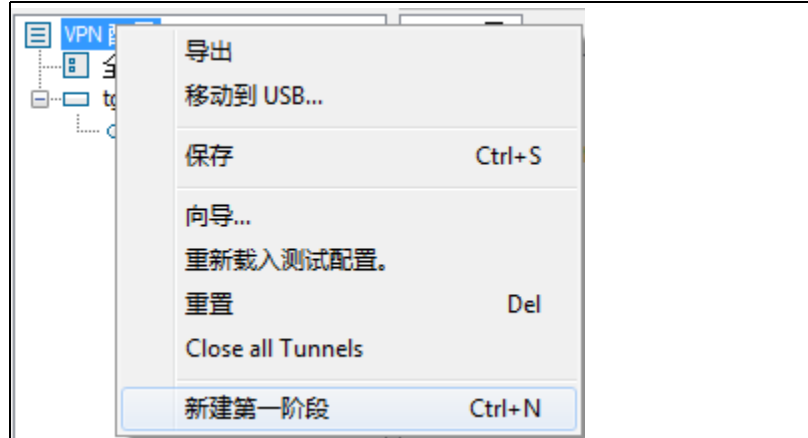 VPN
导出
移动到 USB...
保存 Ctrl+S
向导...
重新载入测试配置。
重置 Del
Close all Tunnels
新建第一阶段 Ctrl+N